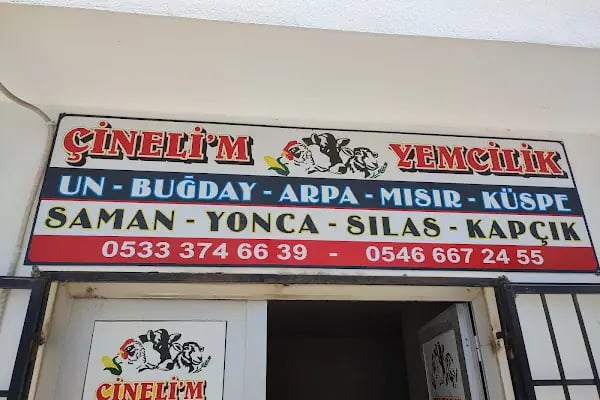 ÇİNELİ'M YEMCİLİK
UN - BUĞDAY - ARPA - MISIR - KÜSPE
SAMAN - YONCA - SILAS - KAPÇIK
0533 374 66 39 - 0546 667 24 55
ÇİNELİ'M